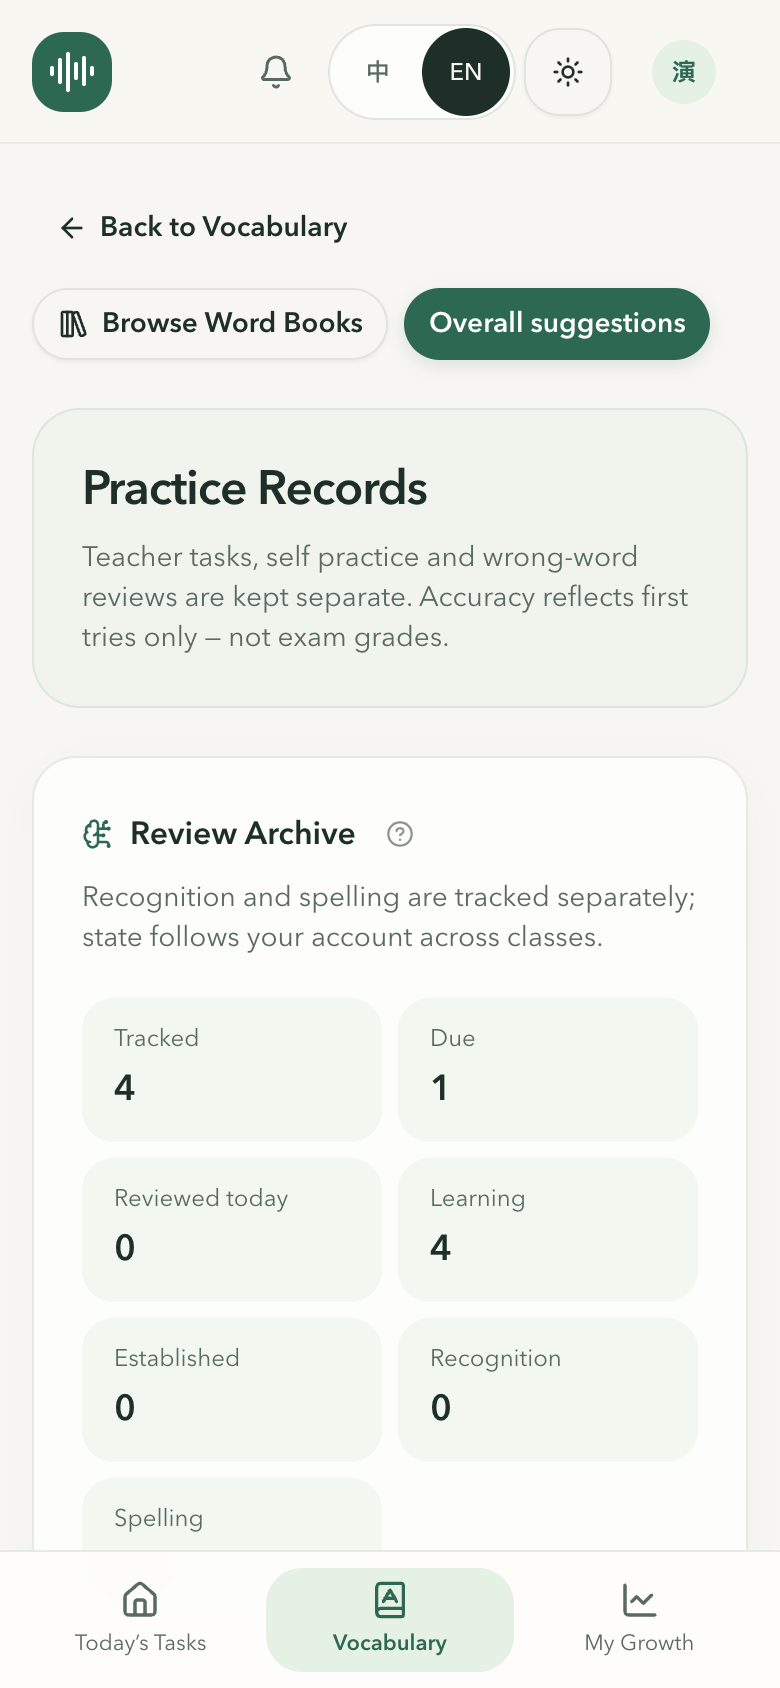 中
EN
演
Back to Vocabulary
Browse Word Books
Overall suggestions
Practice Records
Teacher tasks, self practice and wrong-word
reviews are kept separate. Accuracy reflects first
tries only – not exam grades.
Review Archive
Recognition and spelling are tracked separately;
state follows your account across classes.
Tracked
4
Due
1
Reviewed today
0
Learning
4
Established
0
Recognition
0
Spelling
Today's Tasks
Vocabulary
My Growth